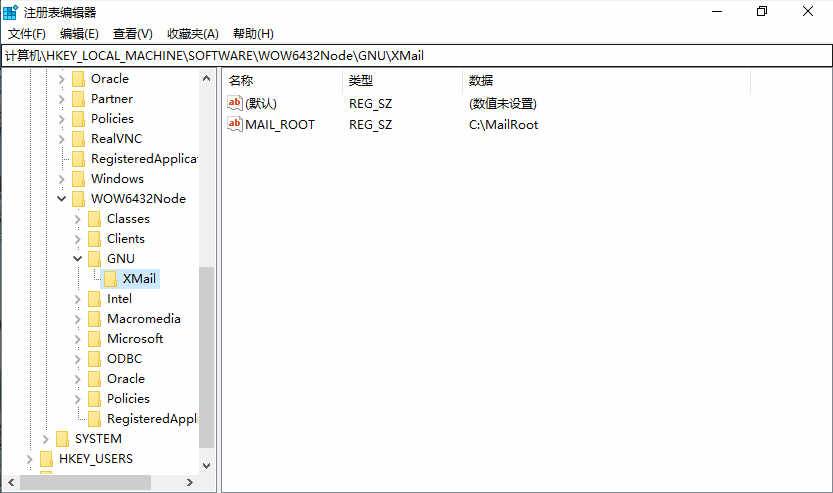 注册表编辑器
文件(F) 编辑(E) 查看(V) 收藏夹(A) 帮助(H)
计算机\HKEY_LOCAL_MACHINE\SOFTWARE\WOW6432Node\GNU\XMail
Oracle
Partner
Policies
RealVNC
RegisteredApplica
Windows
WOW6432Node
Classes
Clients
GNU
XMail
Intel
Macromedia
Microsoft
ODBC
Oracle
Policies
RegisteredAppl
SYSTEM
HKEY_USERS
名称 类型 数据
ab (默认) REG_SZ (数值未设置)
ab MAIL_ROOT REG_SZ C:\MailRoot